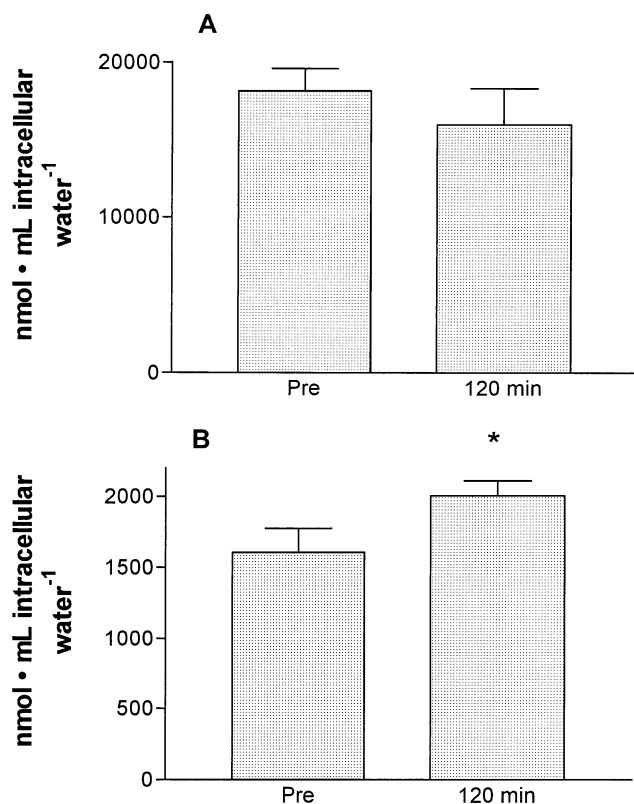 A
nmol • mL intracellular
water-1
20000
10000
0
Pre 120 min
B
*
nmol • mL intracellular
water-1
2000
1500
1000
500
0
Pre 120 min